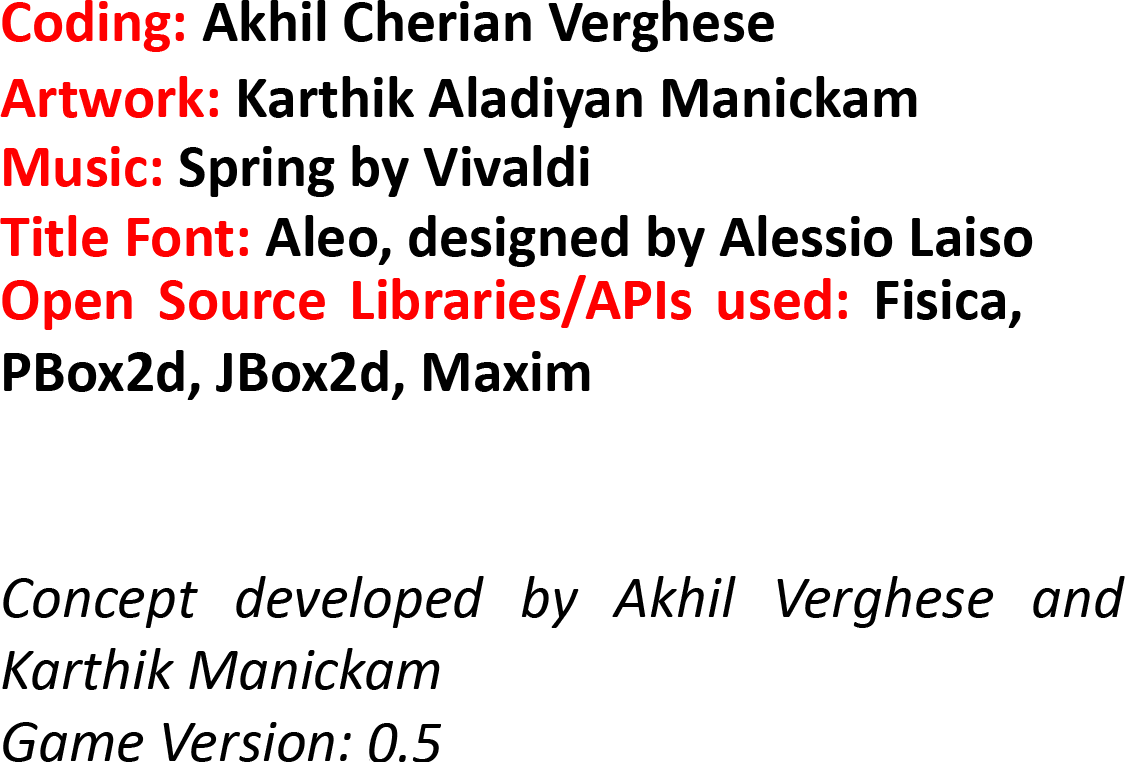 Coding: Akhil Cherian Verghese
Artwork: Karthik Aladiyan Manickam
Music: Spring by Vivaldi
Title Font: Aleo, designed by Alessio Laiso
Open Source Libraries/APIs used: Fisica,
PBox2d, JBox2d, Maxim
Concept developed by Akhil Verghese and
Karthik Manickam
Game Version: 0.5